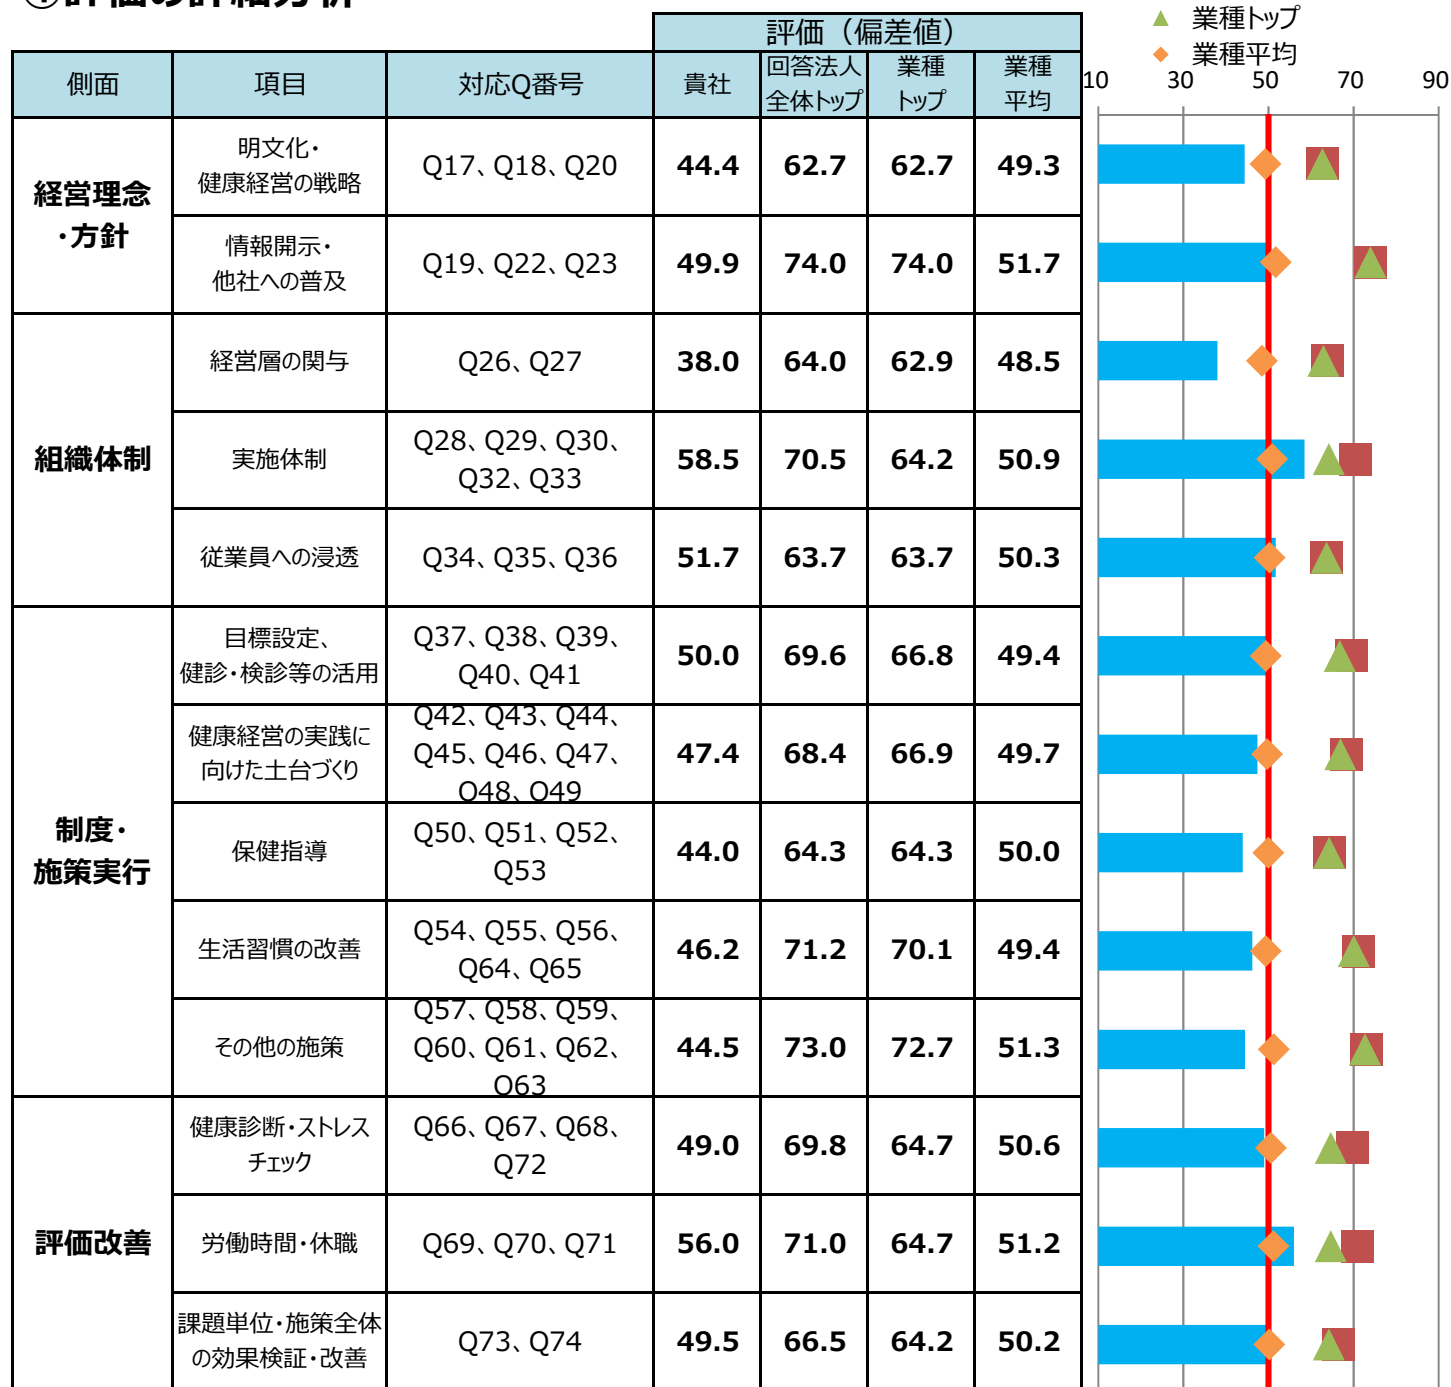 ①評価の詳細分析
▲ 業種トップ
◆ 業種平均
評価（偏差値）
側面 項目 対応Q番号 貴社 回答法人 業種 業種
全体トップ トップ 平均
10 30 50 70 90
経営理念
・方針
明文化・
健康経営の戦略
Q17、Q18、Q20 44.4 62.7 62.7 49.3
情報開示・
他社への普及
Q19、Q22、Q23 49.9 74.0 74.0 51.7
組織体制
経営層の関与 Q26、Q27 38.0 64.0 62.9 48.5
実施体制
Q28、Q29、Q30、
Q32、Q33
58.5 70.5 64.2 50.9
従業員への浸透 Q34、Q35、Q36 51.7 63.7 63.7 50.3
制度・
施策実行
目標設定、
健診・検診等の活用
Q37、Q38、Q39、
Q40、Q41
50.0 69.6 66.8 49.4
健康経営の実践に
向けた土台づくり
Q42、Q43、Q44、
Q45、Q46、Q47、
Q48、Q49
47.4 68.4 66.9 49.7
保健指導
Q50、Q51、Q52、
Q53
44.0 64.3 64.3 50.0
生活習慣の改善
Q54、Q55、Q56、
Q64、Q65
46.2 71.2 70.1 49.4
その他の施策
Q57、Q58、Q59、
Q60、Q61、Q62、
Q63
44.5 73.0 72.7 51.3
評価改善
健康診断・ストレス
チェック
Q66、Q67、Q68、
Q72
49.0 69.8 64.7 50.6
労働時間・休職 Q69、Q70、Q71 56.0 71.0 64.7 51.2
課題単位・施策全体
の効果検証・改善
Q73、Q74 49.5 66.5 64.2 50.2